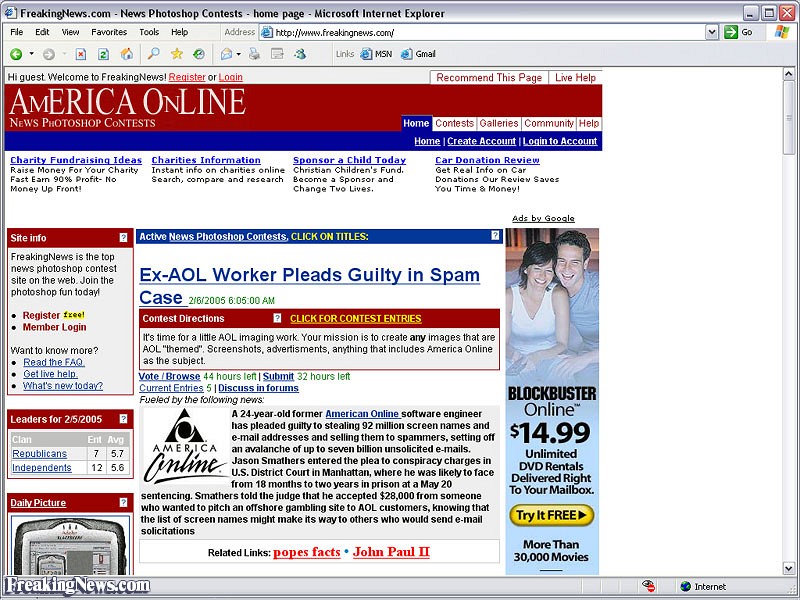 FreakingNews.com - News Photoshop Contests - home page - Microsoft Internet Explorer
File Edit View Favorites Tools Help Address http://www.freakingnews.com/ Go
Links MSN Gmail
Hi guest. Welcome to FreakingNews! Register or Login
Recommend This Page Live Help
AMERICA ONLINE
NEWS PHOTOSHOP CONTESTS
Home Contests Galleries Community Help
Home | Create Account | Login to Account
Charity Fundraising Ideas
Raise Money For Your Charity
Fast Earn 90% Profit- No
Money Up Front!
Charities Information
Instant info on charities online
Search, compare and research
Sponsor a Child Today
Christian Children's Fund.
Become a Sponsor and
Change Two Lives.
Car Donation Review
Get Real Info on Car
Donations Our Review Saves
You Time & Money!
Ads by Google
Site info ?
FreakingNews is the top
news photoshop contest
site on the web. Join the
photoshop fun today!
Register free!
Member Login
Want to know more?
Read the FAQ.
Get live help.
What's new today?
Leaders for 2/5/2005 ?
Clan Ent Avg
Republicans 7 5.7
Independents 12 5.6
Daily Picture ?
Active News Photoshop Contests, CLICK ON TITLES: ?
Ex-AOL Worker Pleads Guilty in Spam
Case 2/6/2005 6:05:00 AM
Contest Directions ? CLICK FOR CONTEST ENTRIES
It's time for a little AOL imaging work. Your mission is to create any images that are
AOL "themed". Screenshots, advertisments, anything that includes America Online
as the subject.
Vote / Browse 44 hours left | Submit 32 hours left
Current Entries 5 | Discuss in forums
Fueled by the following news:
AMERICA
Online
A 24-year-old former American Online software engineer
has pleaded guilty to stealing 92 million screen names and
e-mail addresses and selling them to spammers, setting off
an avalanche of up to seven billion unsolicited e-mails.
Jason Smathers entered the plea to conspiracy charges in
U.S. District Court in Manhattan, where he was likely to face
from 18 months to two years in prison at a May 20
sentencing. Smathers told the judge that he accepted $28,000 from someone
who wanted to pitch an offshore gambling site to AOL customers, knowing that
the list of screen names might make its way to others who would send e-mail
solicitations
Related Links: popes facts • John Paul II
BLOCKBUSTER
Online™
$14.99
Unlimited
DVD Rentals
Delivered Right
To Your Mailbox.
Try It FREE
More Than
30,000 Movies
FreakingNews.com
Internet